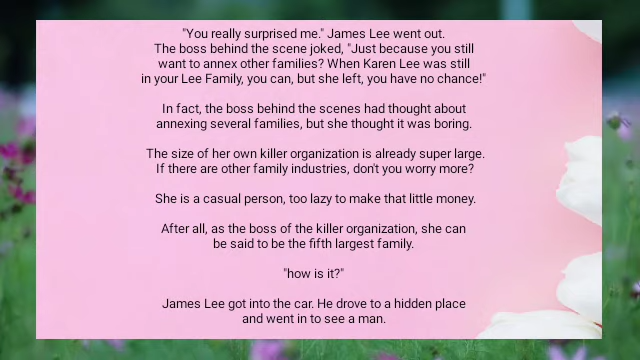 "You really surprised me." James Lee went out.
The boss behind the scene joked, "Just because you still
want to annex other families? When Karen Lee was still
in your Lee Family, you can, but she left, you have no chance!"
In fact, the boss behind the scenes had thought about
annexing several families, but she thought it was boring.
The size of her own killer organization is already super large.
If there are other family industries, don't you worry more?
She is a casual person, too lazy to make that little money.
After all, as the boss of the killer organization, she can
be said to be the fifth largest family.
"how is it?"
James Lee got into the car. He drove to a hidden place
and went in to see a man.